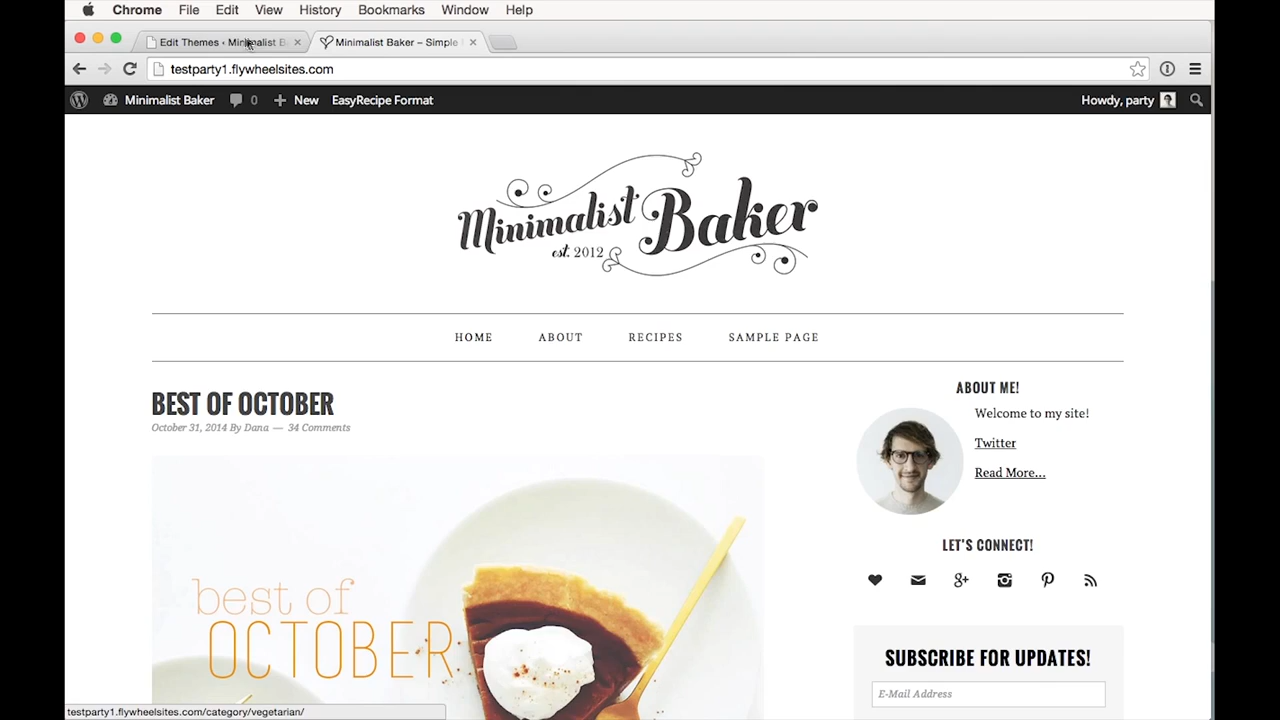 Chrome File Edit View History Bookmarks Window Help
Edit Themes ‹ Minimalist B
Minimalist Baker – Simple
testparty1.flywheelsites.com
Minimalist Baker 0 New EasyRecipe Format Howdy, party
Minimalist Baker
est. 2012
HOME ABOUT RECIPES SAMPLE PAGE
BEST OF OCTOBER
October 31, 2014 By Dana — 34 Comments
best of
OCTOBER
ABOUT ME!
Welcome to my site!
Twitter
Read More...
LET'S CONNECT!
SUBSCRIBE FOR UPDATES!
E-Mail Address
testparty1.flywheelsites.com/category/vegetarian/